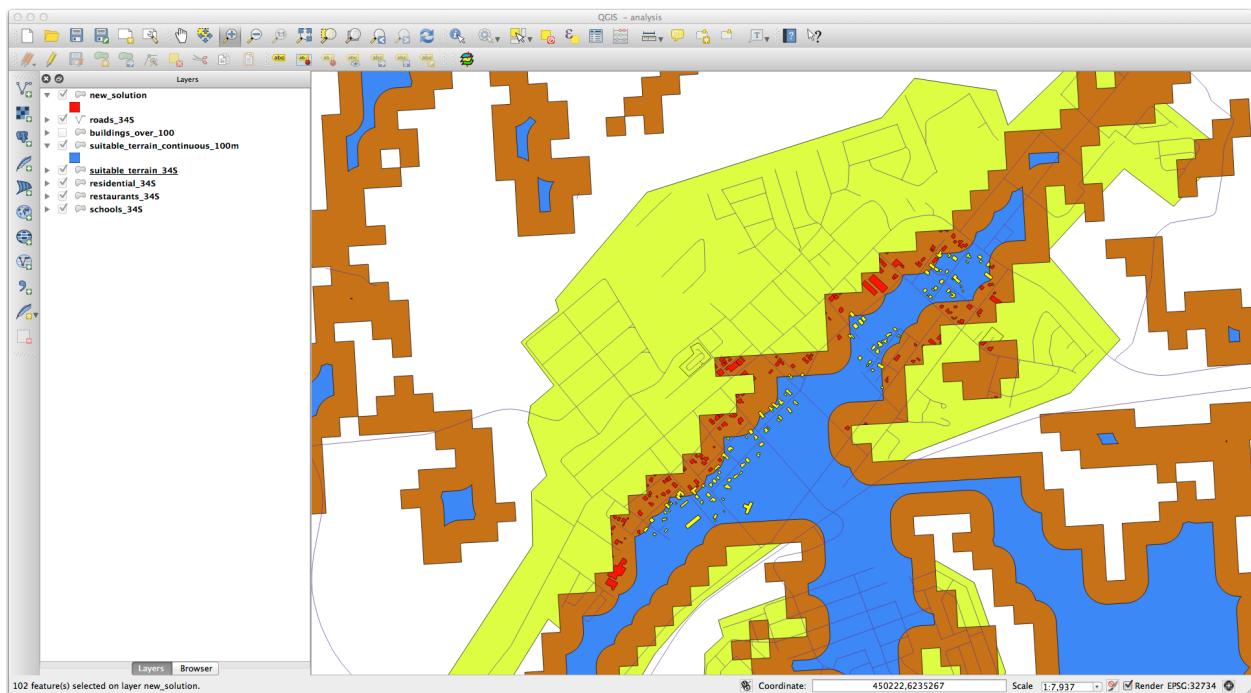 QGIS - analysis
Layers
new_solution
roads_34S
buildings_over_100
suitable_terrain_continuous_100m
suitable_terrain_34S
residential_34S
restaurants_34S
schools_34S
Layers Browser
102 feature(s) selected on layer new_solution.
Coordinate: 450222,6235267 Scale 1:7,937 Render EPSG:32734